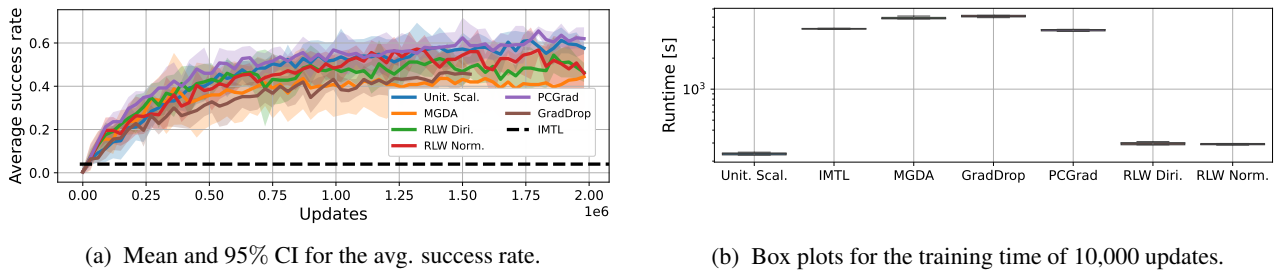 Average success rate
0.6
0.4
0.2
0.0
Unit. Scal.
MGDA
RLW Diri.
RLW Norm.
PCGrad
GradDrop
IMTL
0.00 0.25 0.50 0.75 1.00 1.25 1.50 1.75 2.00
Updates
1e6
(a) Mean and 95% CI for the avg. success rate.
Runtime [s]
10³
Unit. Scal. IMTL MGDA GradDrop PCGrad RLW Diri. RLW Norm.
(b) Box plots for the training time of 10,000 updates.